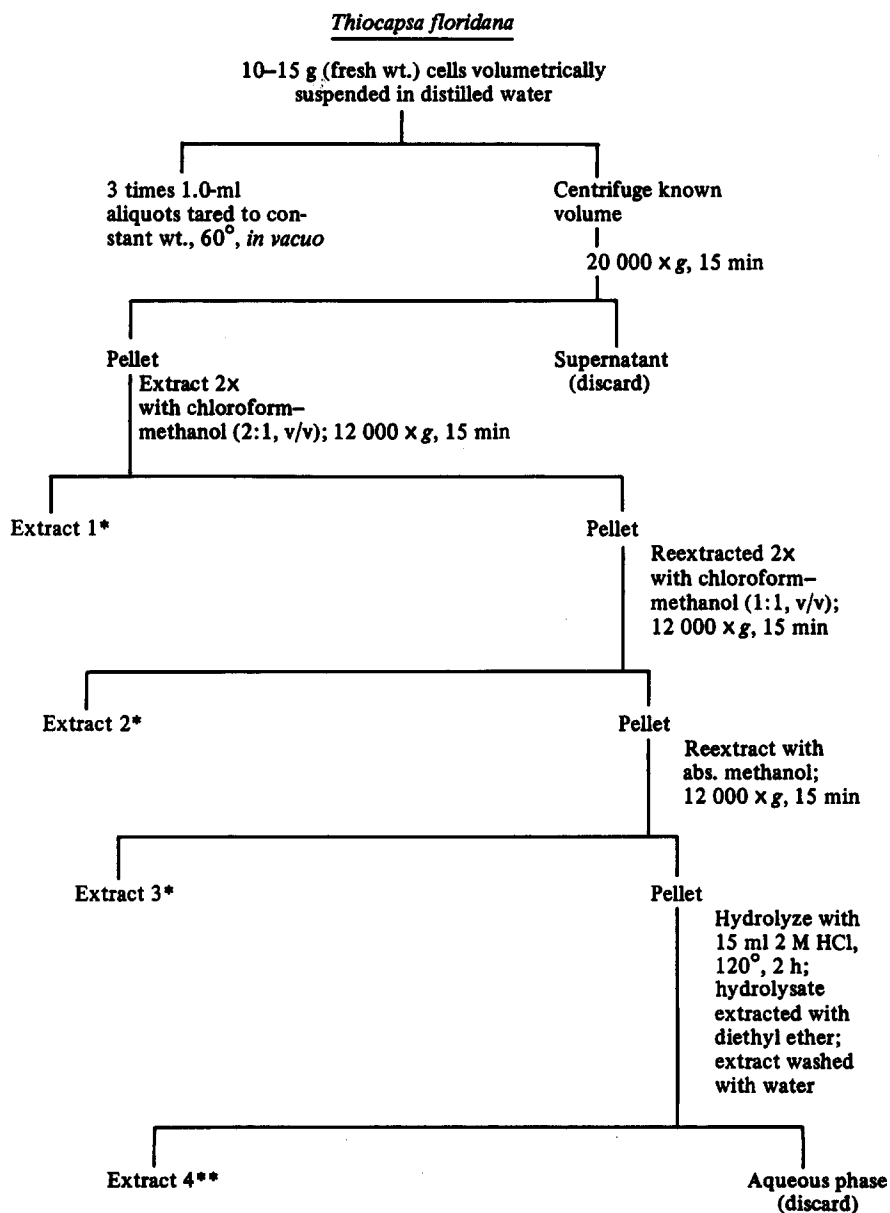 Thiocapsa floridana
10–15 g (fresh wt.) cells volumetrically
suspended in distilled water
3 times 1.0-ml
aliquots tared to con-
stant wt., 60°, in vacuo
Centrifuge known
volume
20 000 x g, 15 min
Pellet
Supernatant
(discard)
Extract 2x
with chloroform–
methanol (2:1, v/v); 12 000 x g, 15 min
Extract 1*
Pellet
Reextracted 2x
with chloroform–
methanol (1:1, v/v);
12 000 x g, 15 min
Extract 2*
Pellet
Reextract with
abs. methanol;
12 000 x g, 15 min
Extract 3*
Pellet
Hydrolyze with
15 ml 2 M HCl,
120°, 2 h;
hydrolysate
extracted with
diethyl ether;
extract washed
with water
Extract 4**
Aqueous phase
(discard)